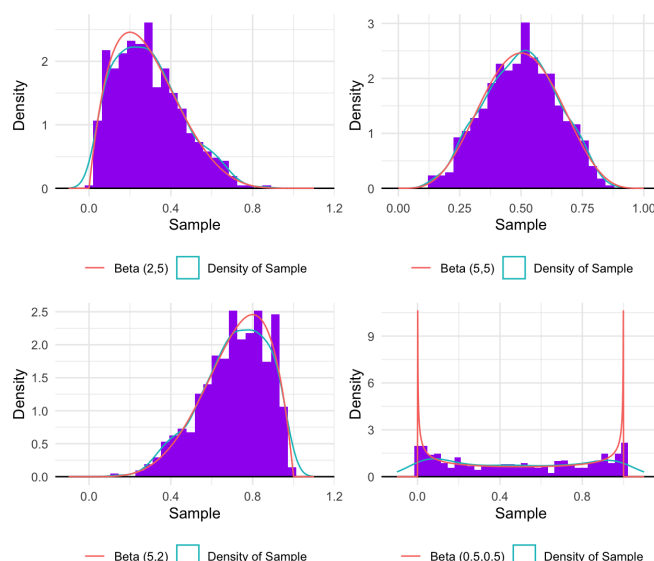 Density
2
1
0
0.0 0.4 0.8 1.2
Sample
Beta (2,5) Density of Sample
Density
3
2
1
0
0.00 0.25 0.50 0.75 1.00
Sample
Beta (5,5) Density of Sample
Density
2.5
2.0
1.5
1.0
0.5
0.0
0.0 0.4 0.8 1.2
Sample
Beta (5,2) Density of Sample
Density
9
6
3
0
0.0 0.4 0.8
Sample
Beta (0.5,0.5) Density of Sample